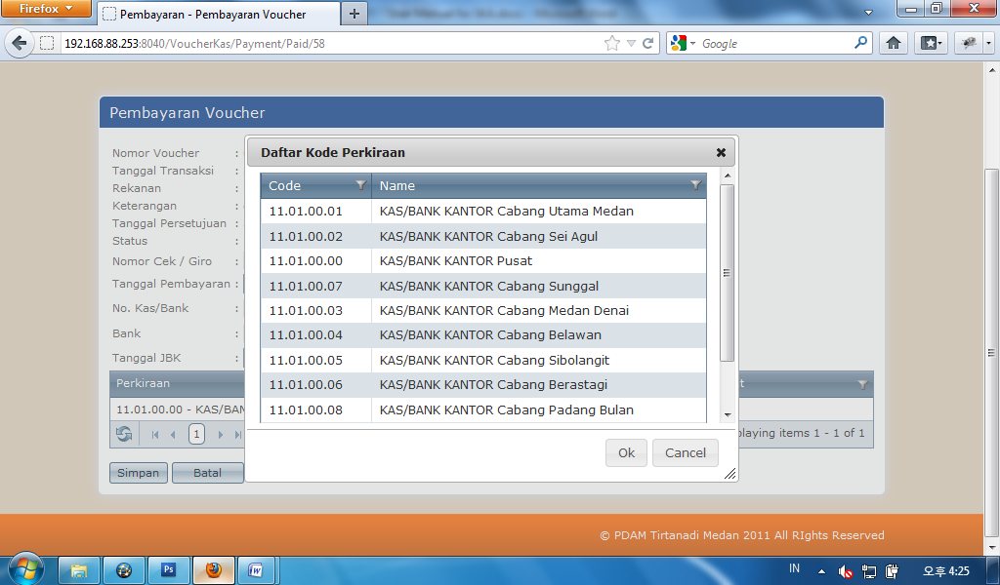 Firefox
Pembayaran - Pembayaran Voucher
192.168.88.253:8040/VoucherKas/Payment/Paid/58
Google
Pembayaran Voucher
Nomor Voucher :
Tanggal Transaksi :
Rekanan :
Keterangan :
Tanggal Persetujuan :
Status :
Nomor Cek / Giro :
Tanggal Pembayaran :
No. Kas/Bank :
Bank :
Tanggal JBK :
Daftar Kode Perkiraan
Code Name
11.01.00.01 KAS/BANK KANTOR Cabang Utama Medan
11.01.00.02 KAS/BANK KANTOR Cabang Sei Agul
11.01.00.00 KAS/BANK KANTOR Pusat
11.01.00.07 KAS/BANK KANTOR Cabang Sunggal
11.01.00.03 KAS/BANK KANTOR Cabang Medan Denai
11.01.00.04 KAS/BANK KANTOR Cabang Belawan
11.01.00.05 KAS/BANK KANTOR Cabang Sibolangit
11.01.00.06 KAS/BANK KANTOR Cabang Berastagi
11.01.00.08 KAS/BANK KANTOR Cabang Padang Bulan
Ok Cancel
Perkiraan t
11.01.00.00 - KAS/BAN
1 playing items 1 - 1 of 1
Simpan Batal
© PDAM Tirtanadi Medan 2011 All RIghts Reserved
Ps W IN 오후 4:25